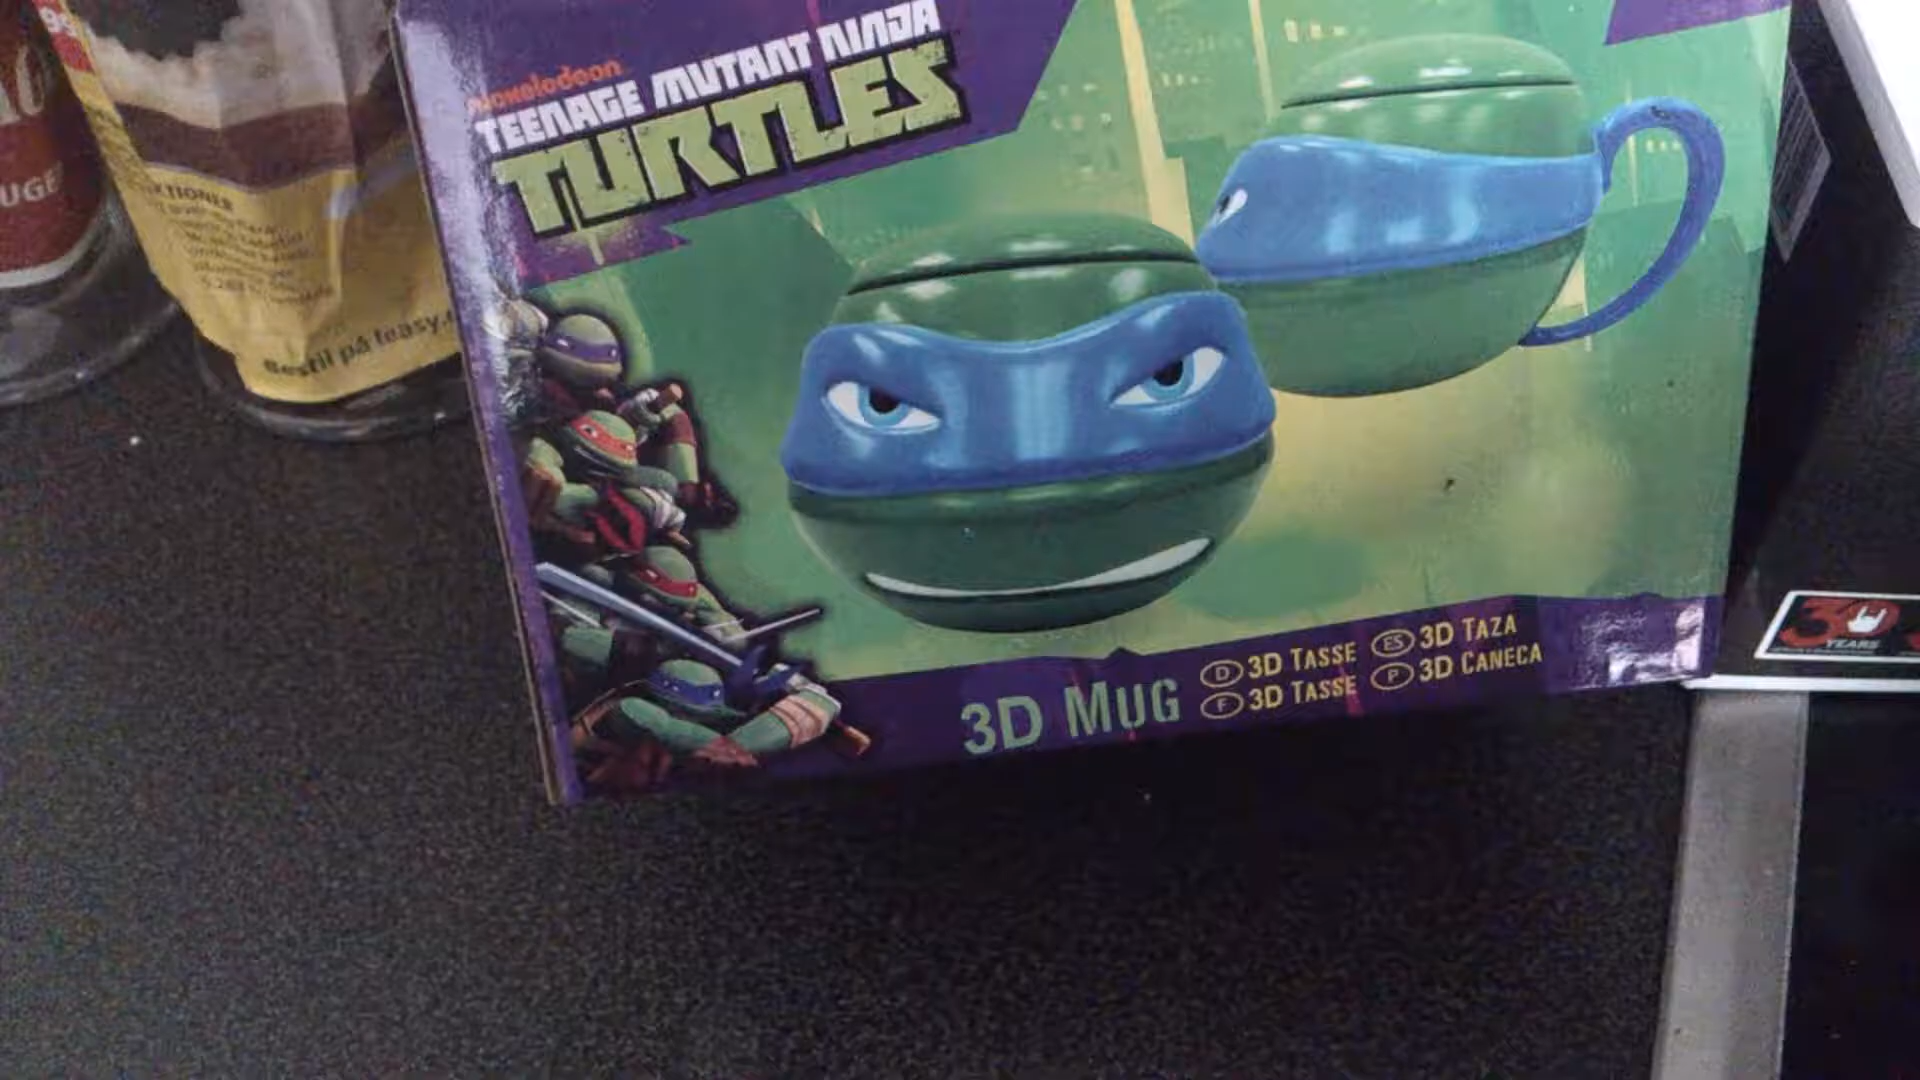 nickelodeon
TEENAGE MUTANT NINJA
TURTLES
3D MUG
D 3D TASSE
F 3D TASSE
ES 3D TAZA
P 3D CANECA
Bestil på
30
YEARS